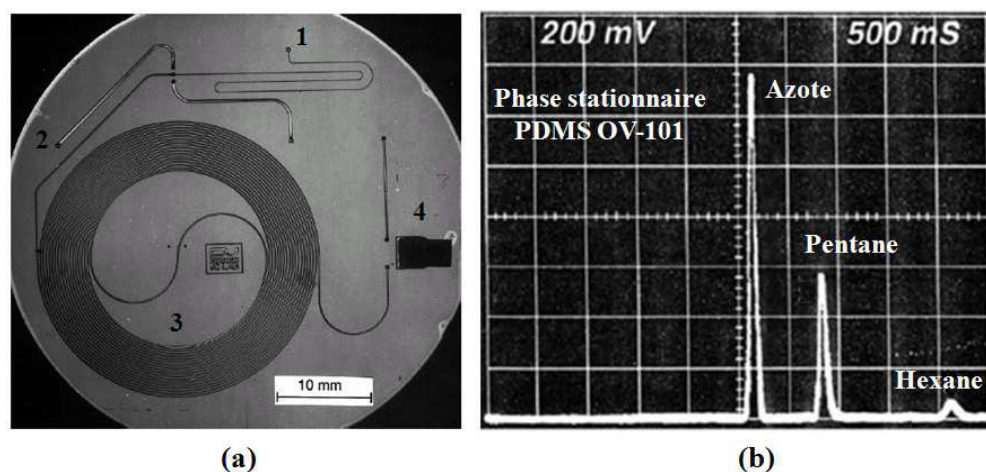 1
2
3
4
10 mm
(a)
200 mV 500 mS
Phase stationnaire
PDMS OV-101
Azote
Pentane
Hexane
(b)